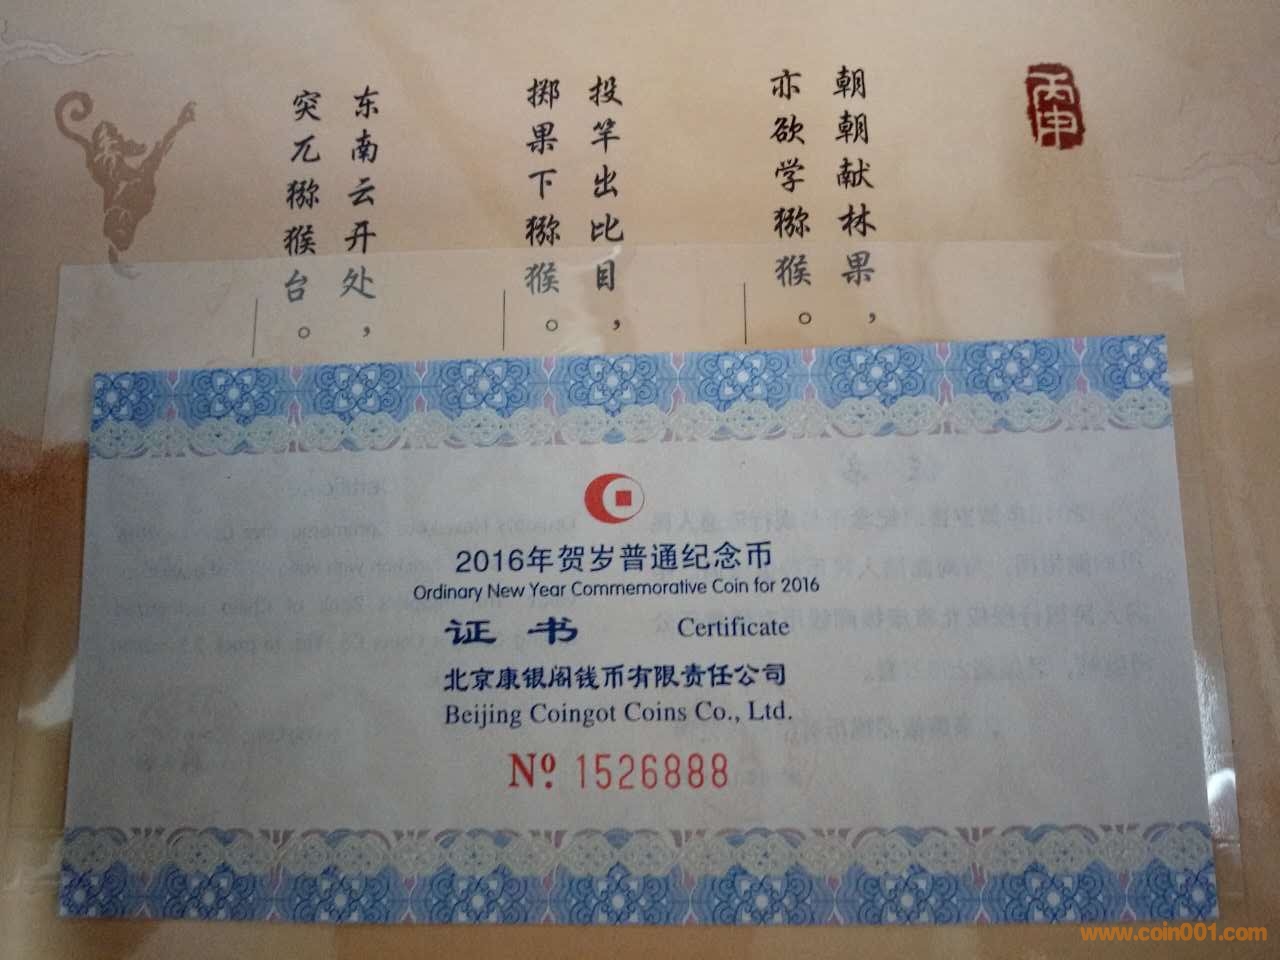 丙申
朝朝献林果，
亦欲学猕猴。
投竿出比目，
掷果下猕猴。
东南云开处，
突兀猕猴台。
2016年贺岁普通纪念币
Ordinary New Year Commemorative Coin for 2016
证书 Certificate
北京康银阁钱币有限责任公司
Beijing Coingot Coins Co., Ltd.
Nº 1526888
www.coin001.com